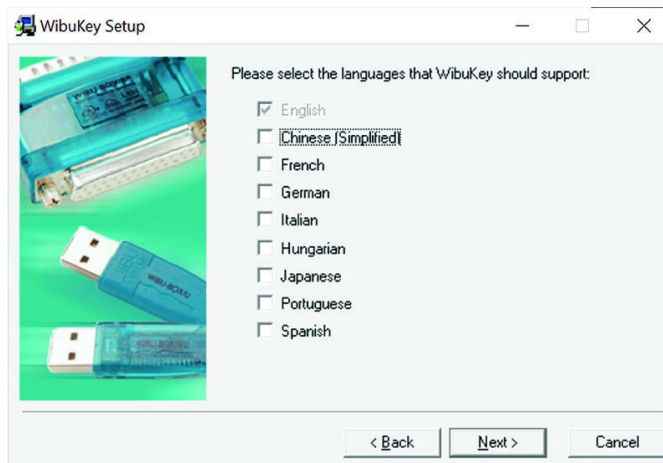 WibuKey Setup
Please select the languages that WibuKey should support:
English
Chinese (Simplified)
French
German
Italian
Hungarian
Japanese
Portuguese
Spanish
< Back
Next >
Cancel